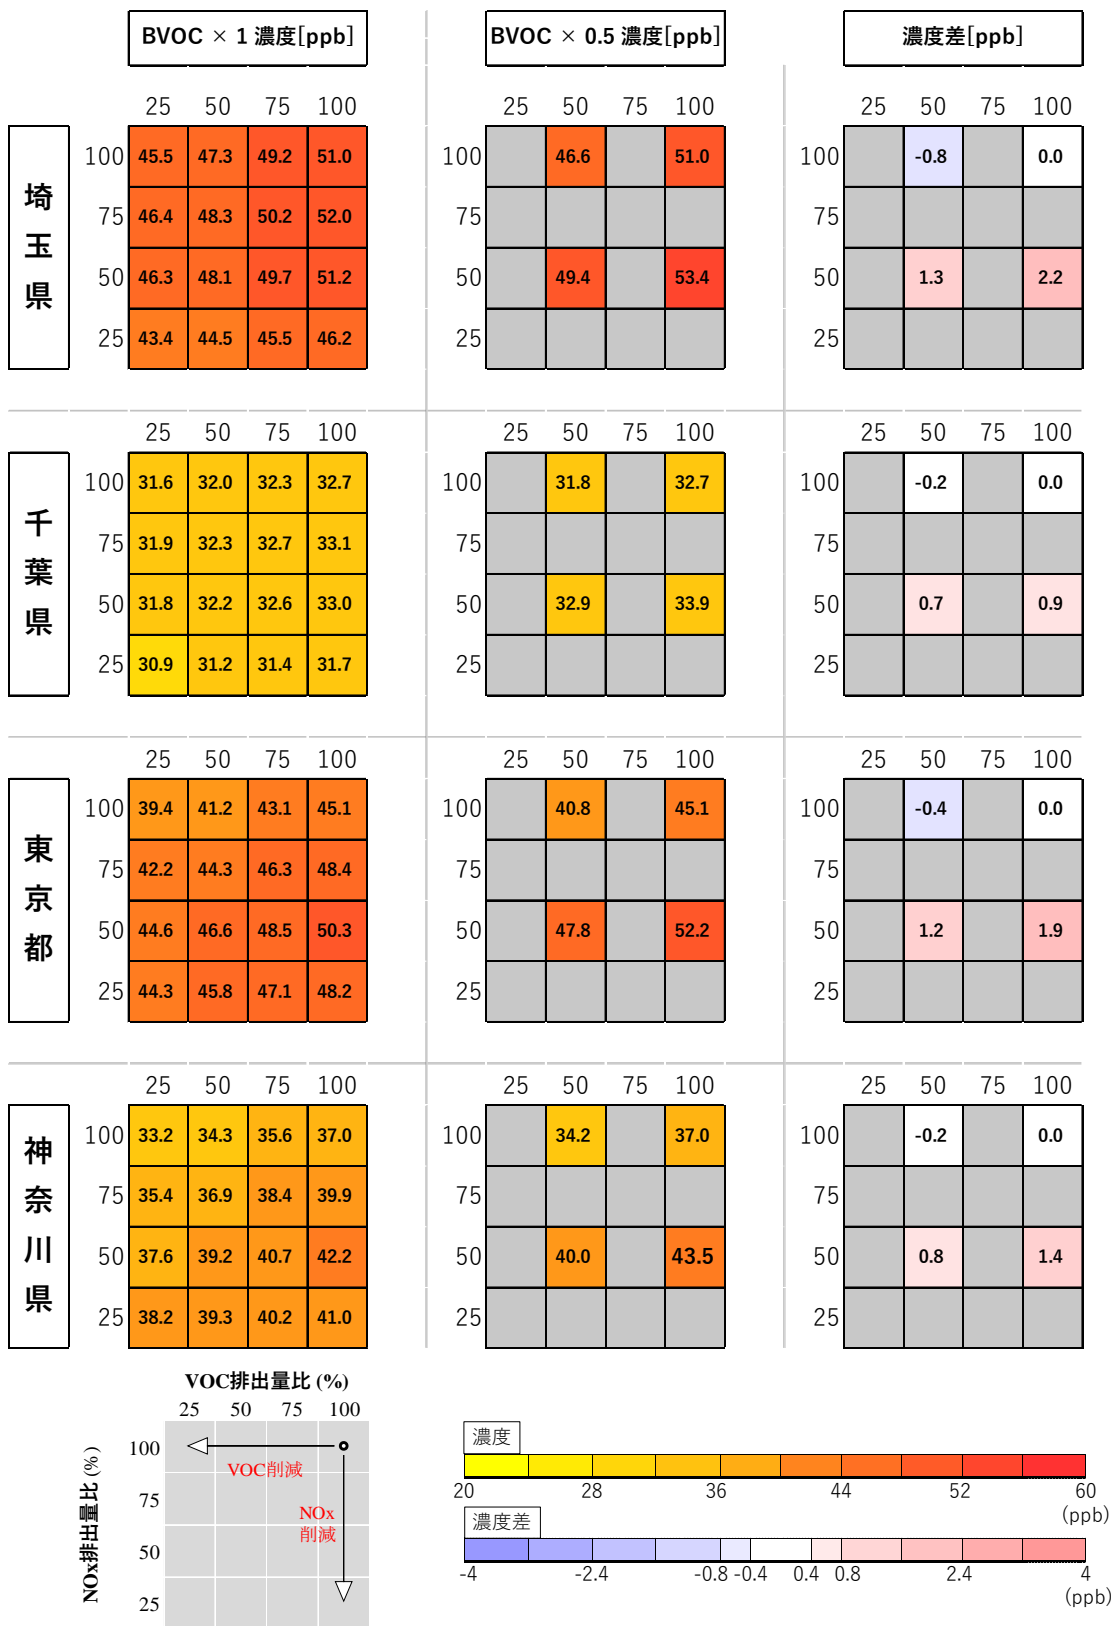 BVOC × 1 濃度[ppb] BVOC × 0.5 濃度[ppb] 濃度差[ppb]
25 50 75 100 25 50 75 100 25 50 75 100
埼玉県
100 45.5 47.3 49.2 51.0 100 46.6 51.0 100 -0.8 0.0
75 46.4 48.3 50.2 52.0 75 75
50 46.3 48.1 49.7 51.2 50 49.4 53.4 50 1.3 2.2
25 43.4 44.5 45.5 46.2 25 25
25 50 75 100 25 50 75 100 25 50 75 100
千葉県
100 31.6 32.0 32.3 32.7 100 31.8 32.7 100 -0.2 0.0
75 31.9 32.3 32.7 33.1 75 75
50 31.8 32.2 32.6 33.0 50 32.9 33.9 50 0.7 0.9
25 30.9 31.2 31.4 31.7 25 25
25 50 75 100 25 50 75 100 25 50 75 100
東京都
100 39.4 41.2 43.1 45.1 100 40.8 45.1 100 -0.4 0.0
75 42.2 44.3 46.3 48.4 75 75
50 44.6 46.6 48.5 50.3 50 47.8 52.2 50 1.2 1.9
25 44.3 45.8 47.1 48.2 25 25
25 50 75 100 25 50 75 100 25 50 75 100
神奈川県
100 33.2 34.3 35.6 37.0 100 34.2 37.0 100 -0.2 0.0
75 35.4 36.9 38.4 39.9 75 75
50 37.6 39.2 40.7 42.2 50 40.0 43.5 50 0.8 1.4
25 38.2 39.3 40.2 41.0 25 25
VOC排出量比 (%)
25 50 75 100
NOx排出量比 (%)
100
VOC削減
75
NOx
削減
50
25
濃度
20 28 36 44 52 60
(ppb)
濃度差
-4 -2.4 -0.8 -0.4 0.4 0.8 2.4 4
(ppb)